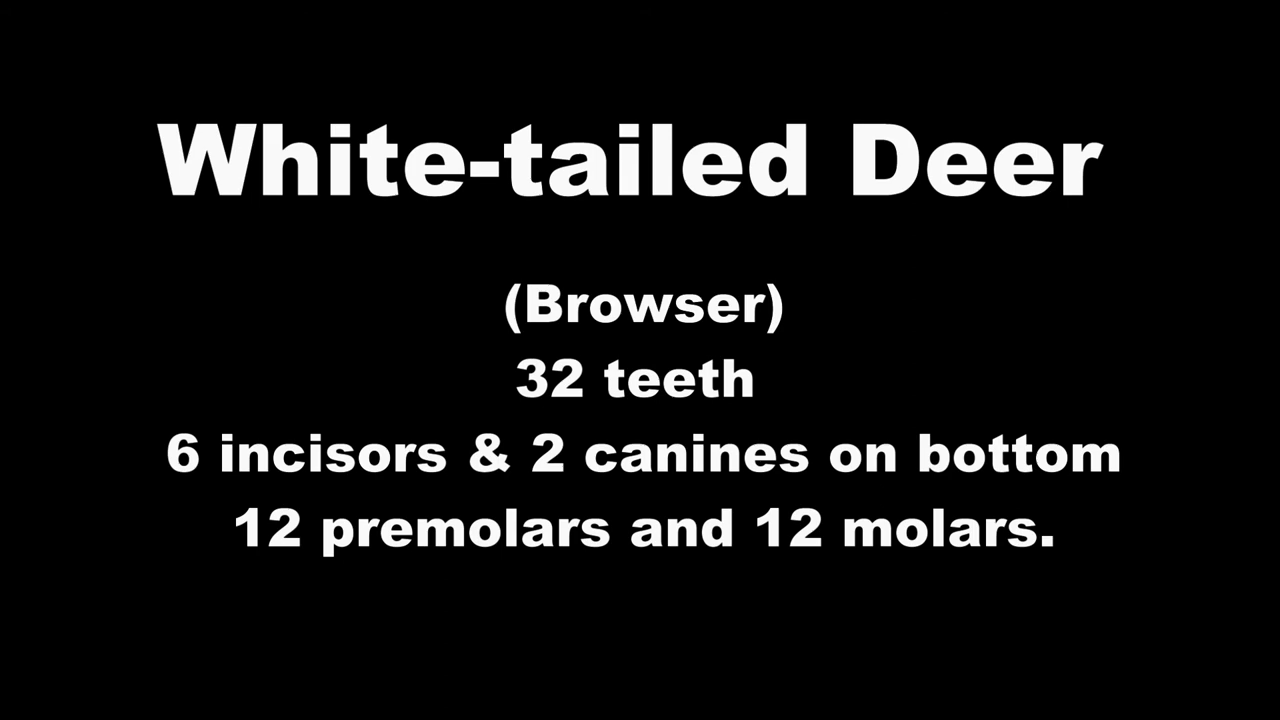 White-tailed Deer
(Browser)
32 teeth
6 incisors & 2 canines on bottom
12 premolars and 12 molars.